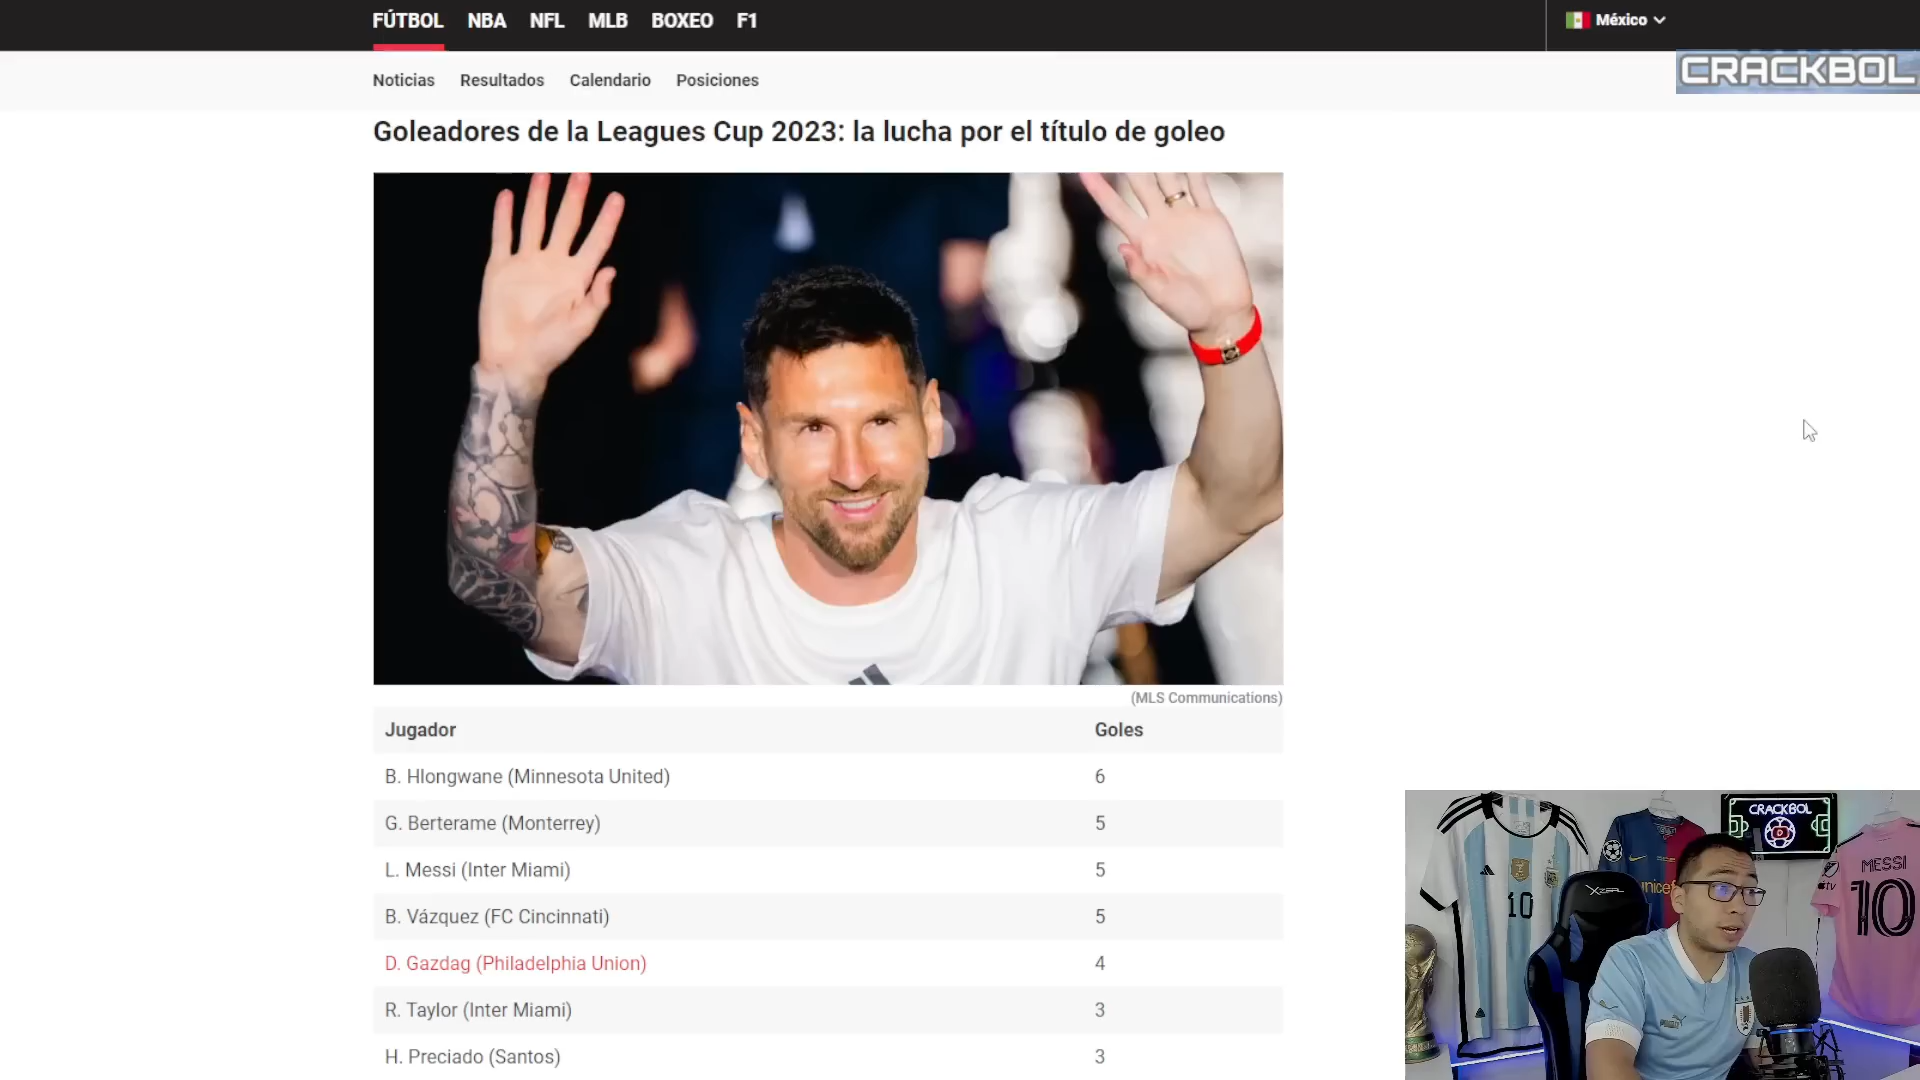 FÚTBOL NBA NFL MLB BOXEO F1 México
CRACKBOL
Noticias Resultados Calendario Posiciones
Goleadores de la Leagues Cup 2023: la lucha por el título de goleo
(MLS Communications)
Jugador Goles
B. Hlongwane (Minnesota United) 6
G. Berterame (Monterrey) 5
L. Messi (Inter Miami) 5
B. Vázquez (FC Cincinnati) 5
D. Gazdag (Philadelphia Union) 4
R. Taylor (Inter Miami) 3
H. Preciado (Santos) 3
CRACKBOL
MESSI
10
10
unicef
tv